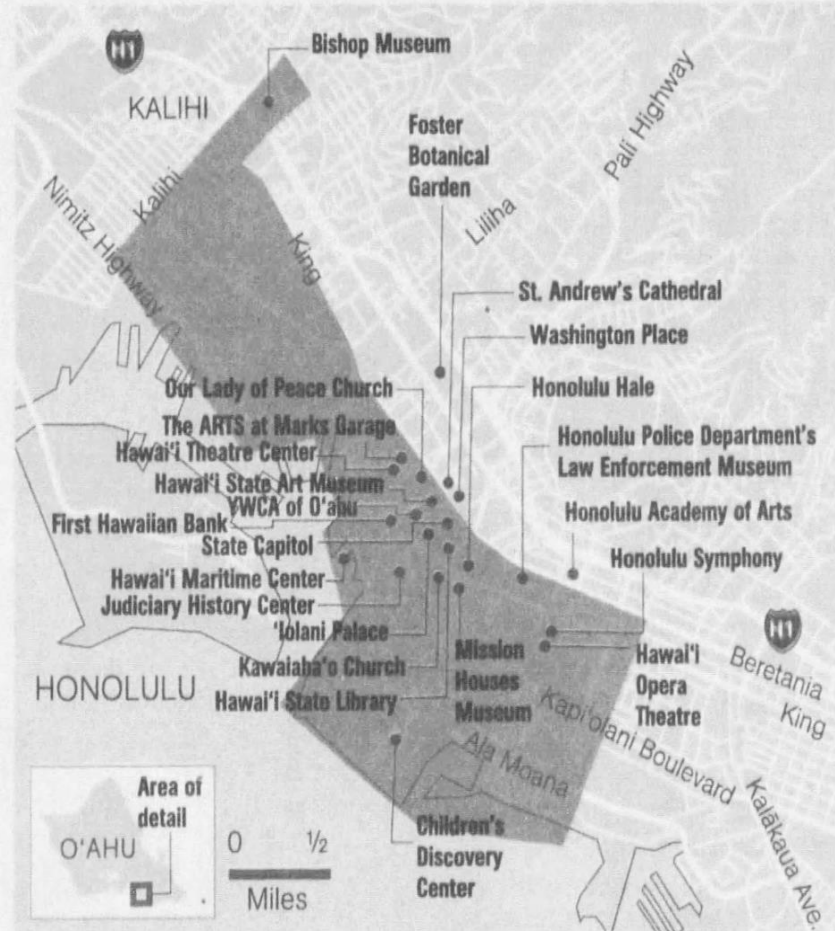 H1
Bishop Museum
KALIHI
Foster
Botanical
Garden
Pali Highway
Liliha
Kalihi
Nimitz Highway
King
St. Andrew's Cathedral
Washington Place
Our Lady of Peace Church
Honolulu Hale
The ARTS at Marks Garage
Hawai'i Theatre Center
Honolulu Police Department's
Law Enforcement Museum
Hawai'i State Art Museum
YWCA of O'ahu
First Hawaiian Bank
Honolulu Academy of Arts
State Capitol
Honolulu Symphony
Hawai'i Maritime Center
Judiciary History Center
'Iolani Palace
H1
Kawaiaha'o Church
Mission
Houses
Museum
Hawai'i
Opera
Theatre
Beretania
King
HONOLULU
Hawai'i State Library
Kapi'olani Boulevard
Ala Moana
Kalākaua Ave.
Area of
detail
O'AHU
0 1/2
Miles
Children's
Discovery
Center